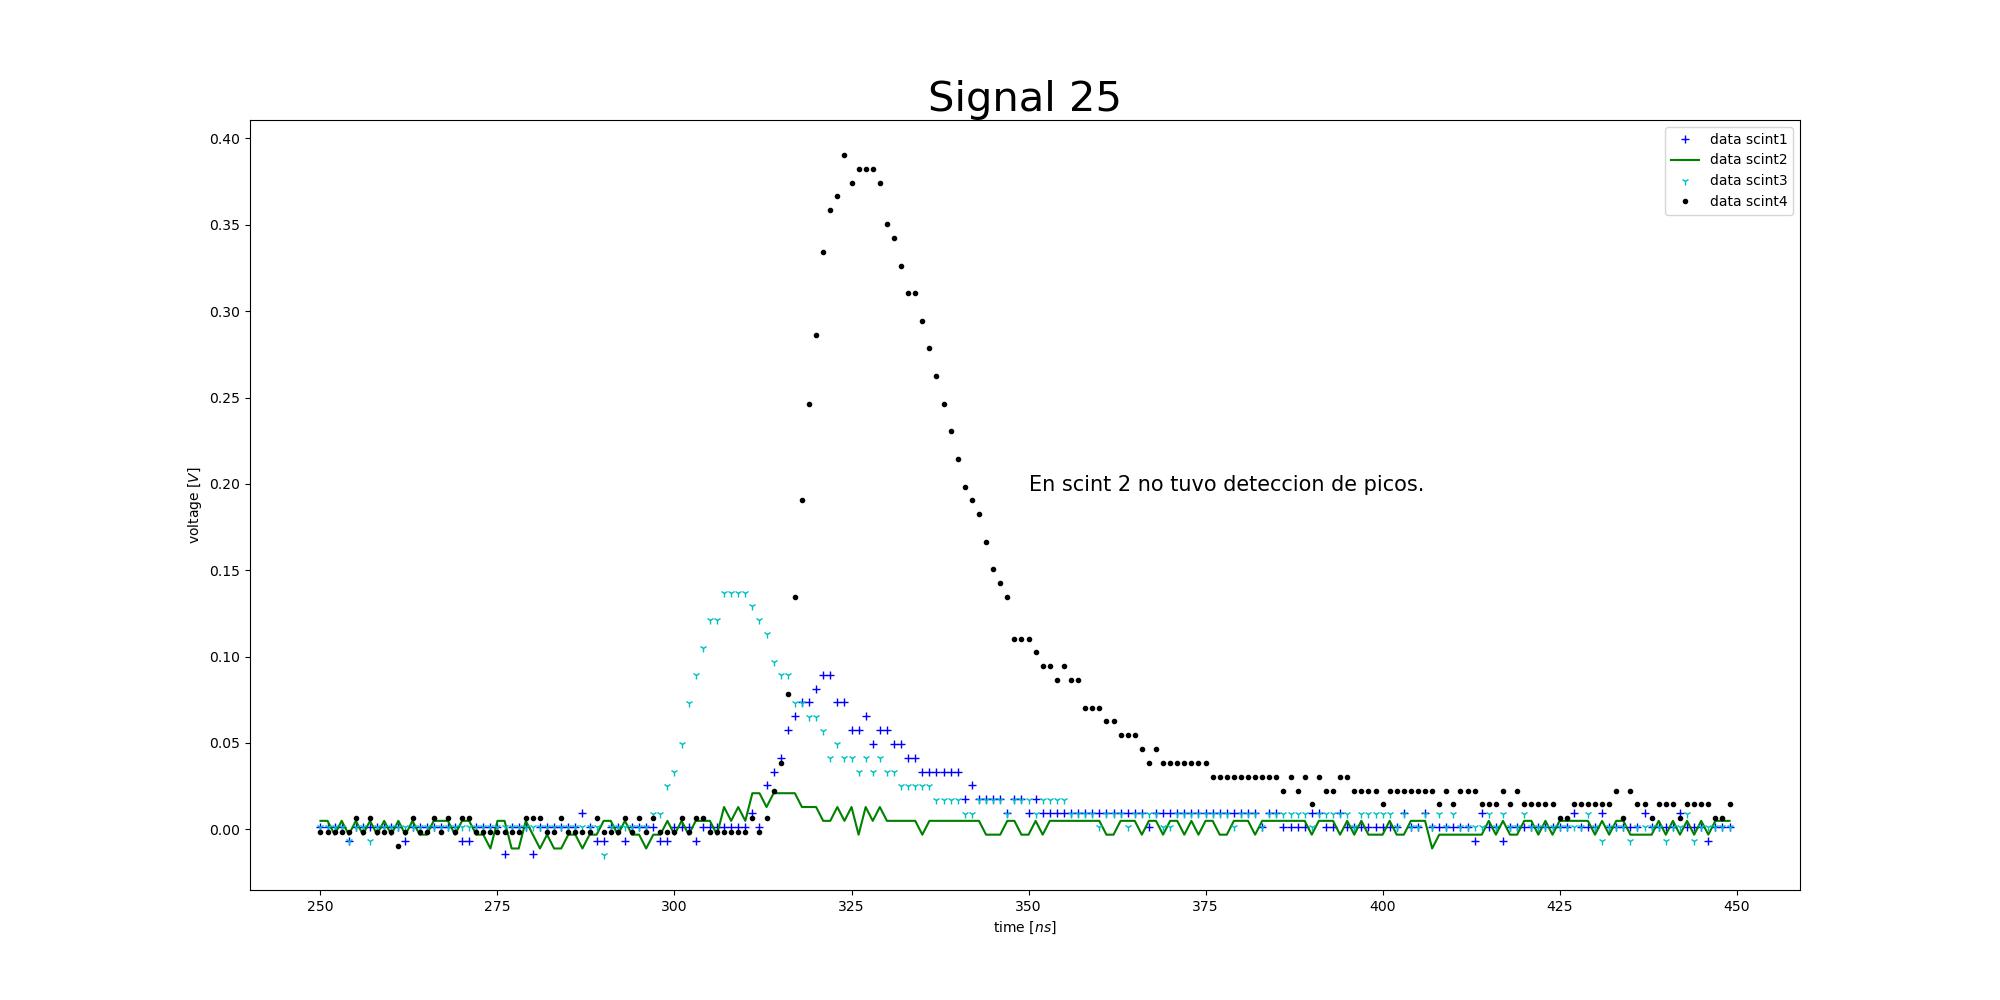 Signal 25
0.40
0.35
0.30
0.25
0.20
0.15
0.10
0.05
0.00
voltage [V]
data scint1
data scint2
data scint3
data scint4
En scint 2 no tuvo deteccion de picos.
250 275 300 325 350 375 400 425 450
time [ns]